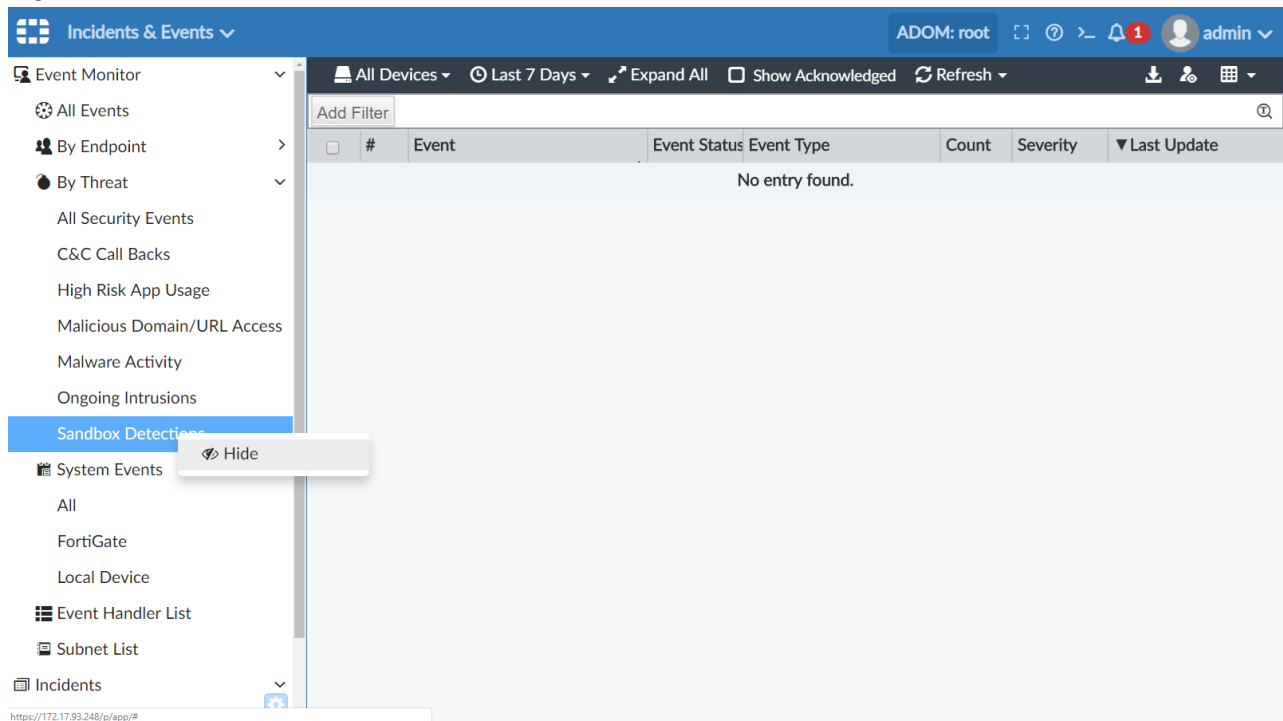 Incidents & Events
ADOM: root
1
admin
Event Monitor
All Devices
Last 7 Days
Expand All
Show Acknowledged
Refresh
All Events
Add Filter
By Endpoint
#
Event
Event Status
Event Type
Count
Severity
▼Last Update
By Threat
No entry found.
All Security Events
C&C Call Backs
High Risk App Usage
Malicious Domain/URL Access
Malware Activity
Ongoing Intrusions
Sandbox Detections
Hide
System Events
All
FortiGate
Local Device
Event Handler List
Subnet List
Incidents
https://172.17.93.248/p/app/#